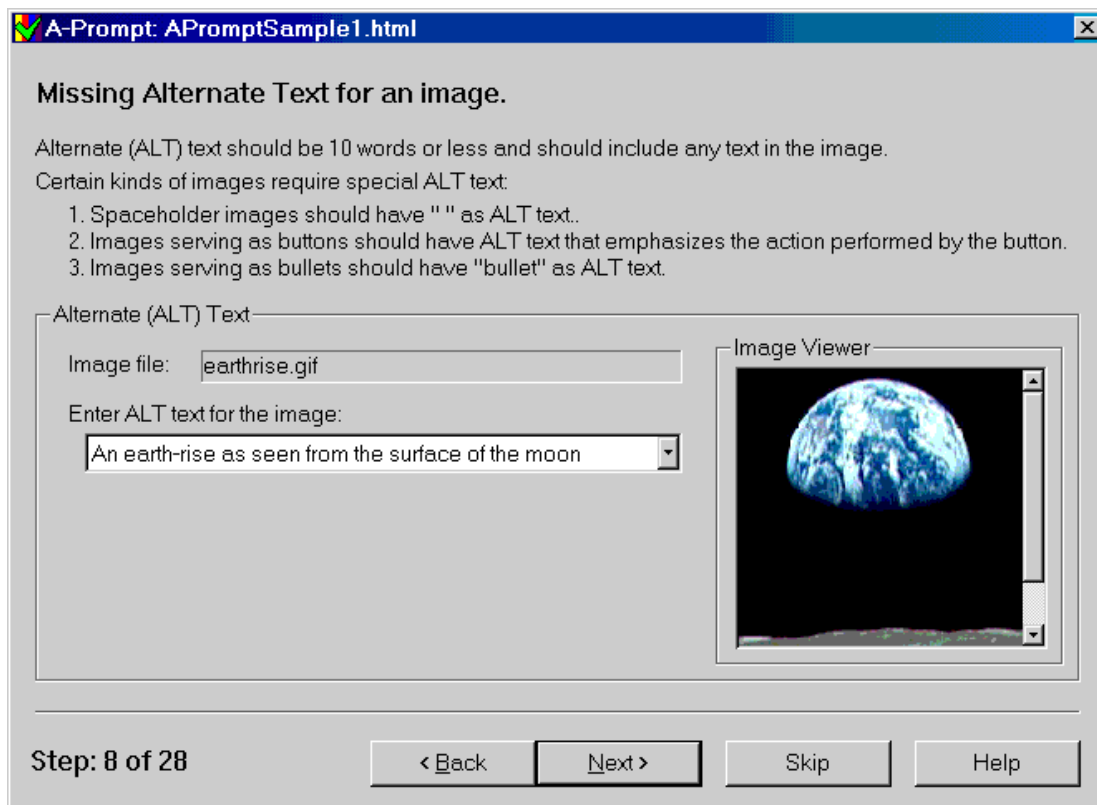 A-Prompt: APromptSample1.html
Missing Alternate Text for an image.
Alternate (ALT) text should be 10 words or less and should include any text in the image.
Certain kinds of images require special ALT text:
1. Spaceholder images should have " " as ALT text..
2. Images serving as buttons should have ALT text that emphasizes the action performed by the button.
3. Images serving as bullets should have "bullet" as ALT text.
Alternate (ALT) Text
Image file: earthrise.gif
Image Viewer
Enter ALT text for the image:
An earth-rise as seen from the surface of the moon
Step: 8 of 28
< Back
Next >
Skip
Help